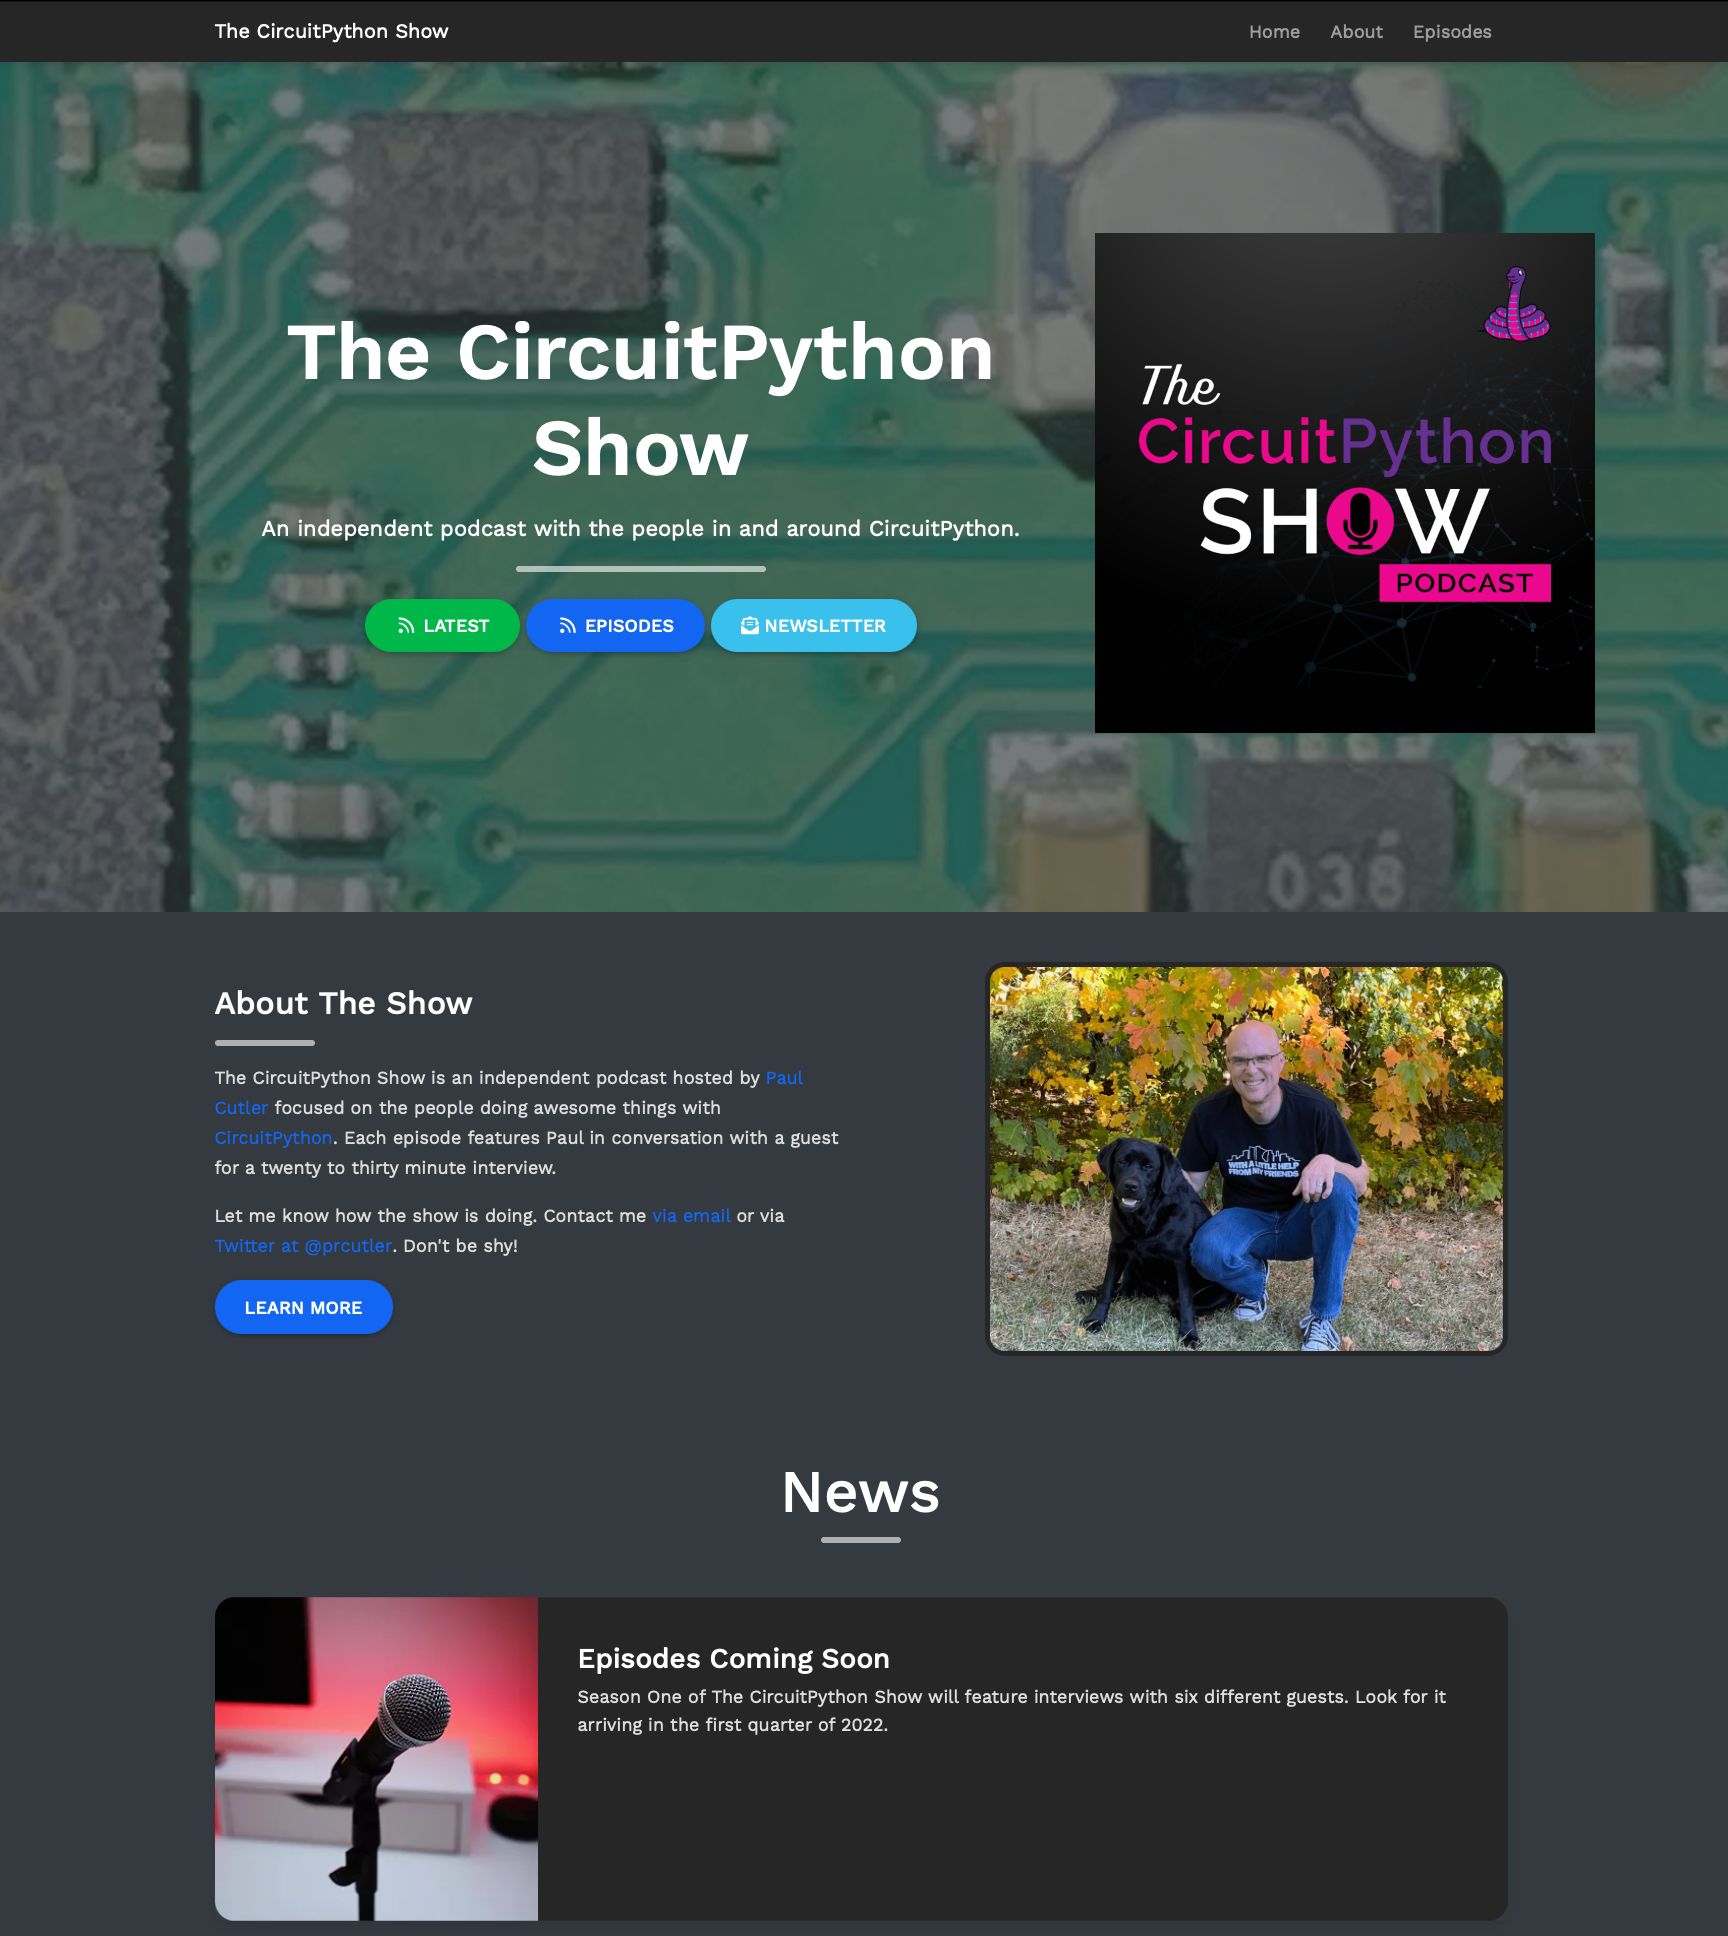 The CircuitPython Show
Home About Episodes
The CircuitPython
Show
An independent podcast with the people in and around CircuitPython.
LATEST EPISODES NEWSLETTER
The
CircuitPython
SHOW
PODCAST
038
About The Show
The CircuitPython Show is an independent podcast hosted by Paul
Cutler focused on the people doing awesome things with
CircuitPython. Each episode features Paul in conversation with a guest
for a twenty to thirty minute interview.
Let me know how the show is doing. Contact me via email or via
Twitter at @prcutler. Don't be shy!
LEARN MORE
WITH A LITTLE HELP
FROM MY FRIENDS
News
Episodes Coming Soon
Season One of The CircuitPython Show will feature interviews with six different guests. Look for it
arriving in the first quarter of 2022.